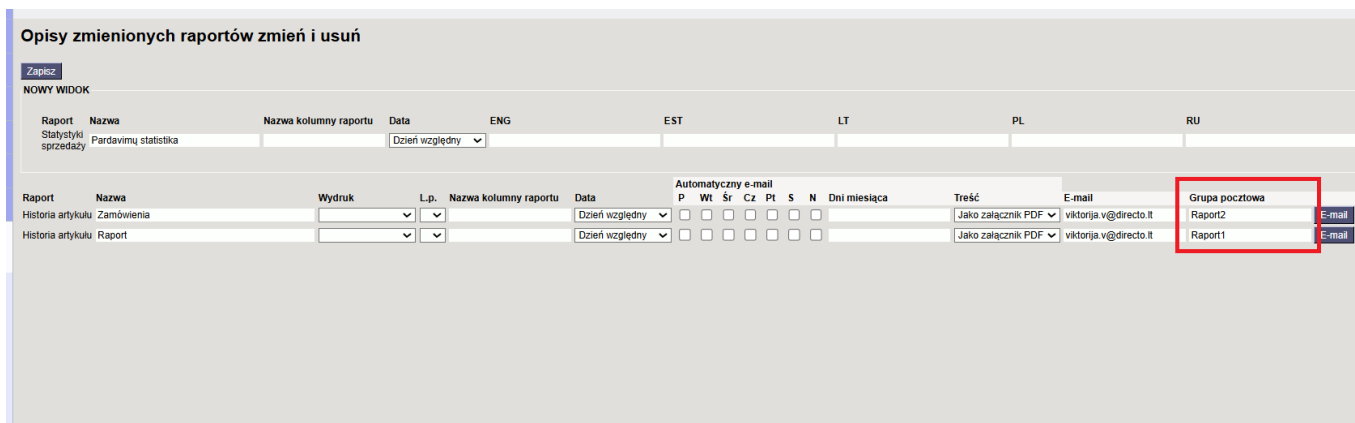 Opisy zmienionych raportów zmień i usuń
Zapisz
NOWY WIDOK
Raport Nazwa Nazwa kolumny raportu Data ENG EST LT PL RU
Statystyki sprzedaży Pardavimų statistika Dzień względny
Automatyczny e-mail
Raport Nazwa Wydruk L.p. Nazwa kolumny raportu Data P Wt Śr Cz Pt S N Dni miesiąca Treść E-mail Grupa pocztowa
Historia artykułu Zamówienia Dzień względny Jako załącznik PDF viktorija.v@directo.lt Raport2 E-mail
Historia artykułu Raport Dzień względny Jako załącznik PDF viktorija.v@directo.lt Raport1 E-mail